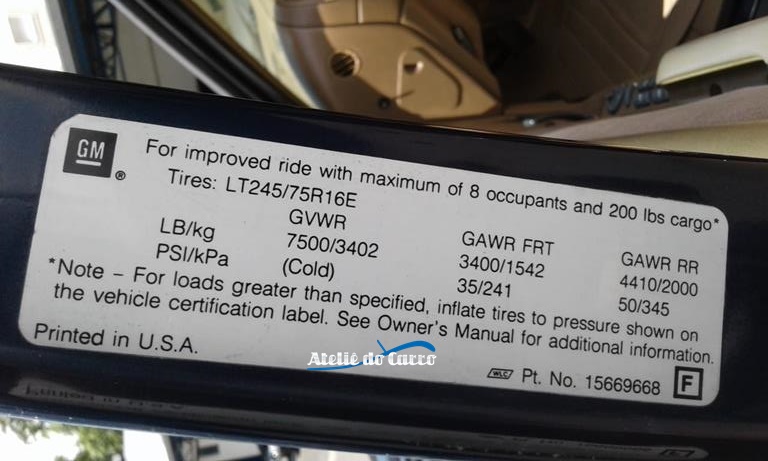 GM
®
For improved ride with maximum of 8 occupants and 200 lbs cargo*
Tires: LT245/75R16E
GVWR GAWR FRT GAWR RR
LB/kg 7500/3402 3400/1542 4410/2000
PSI/kPa (Cold) 35/241 50/345
*Note – For loads greater than specified, inflate tires to pressure shown on
the vehicle certification label. See Owner's Manual for additional information.
Printed in U.S.A.
Ateliê do Carro
WLC Pt. No. 15669668 F